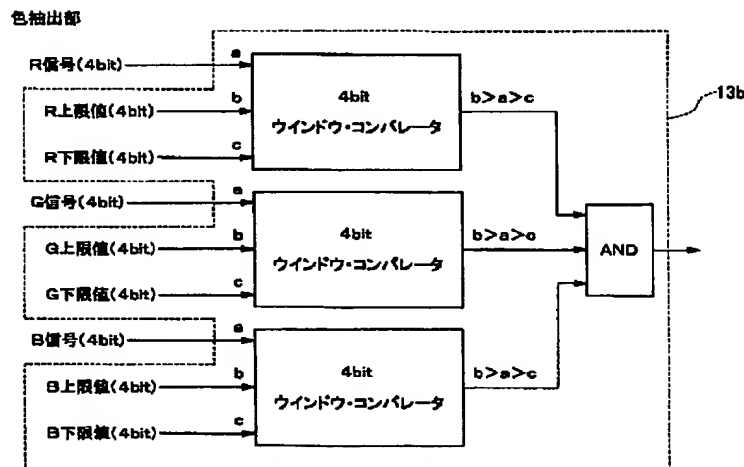 色抽出部
R信号(4bit)
a
R上限値(4bit)
b
R下限値(4bit)
c
4bit
ウインドウ・コンパレータ
b>a>c
13b
G信号(4bit)
a
G上限値(4bit)
b
G下限値(4bit)
c
4bit
ウインドウ・コンパレータ
b>a>c
AND
B信号(4bit)
a
B上限値(4bit)
b
B下限値(4bit)
c
4bit
ウインドウ・コンパレータ
b>a>c